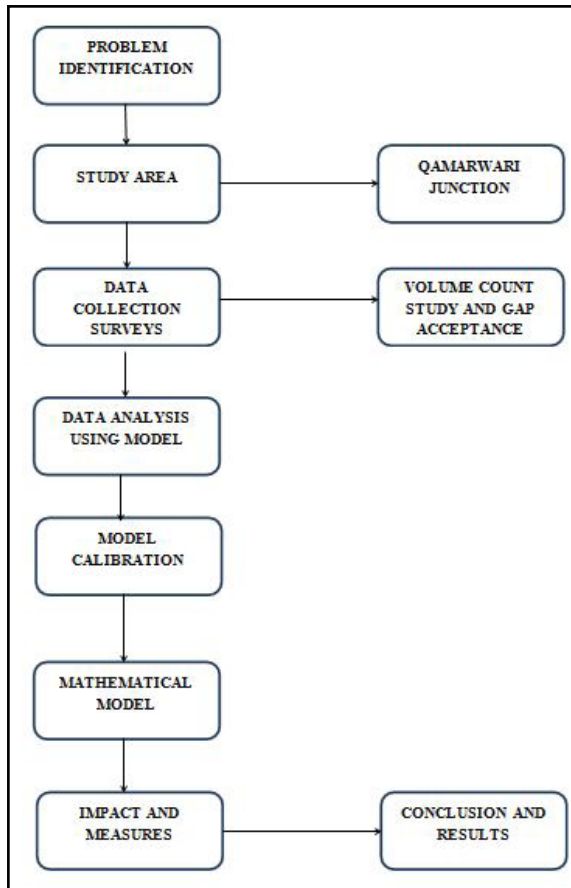 PROBLEM
IDENTIFICATION
STUDY AREA
QAMARWARI
JUNCTION
DATA
COLLECTION
SURVEYS
VOLUME COUNT
STUDY AND GAP
ACCEPTANCE
DATA ANALYSIS
USING MODEL
MODEL
CALIBRATION
MATHEMATICAL
MODEL
IMPACT AND
MEASURES
CONCLUSION AND
RESULTS